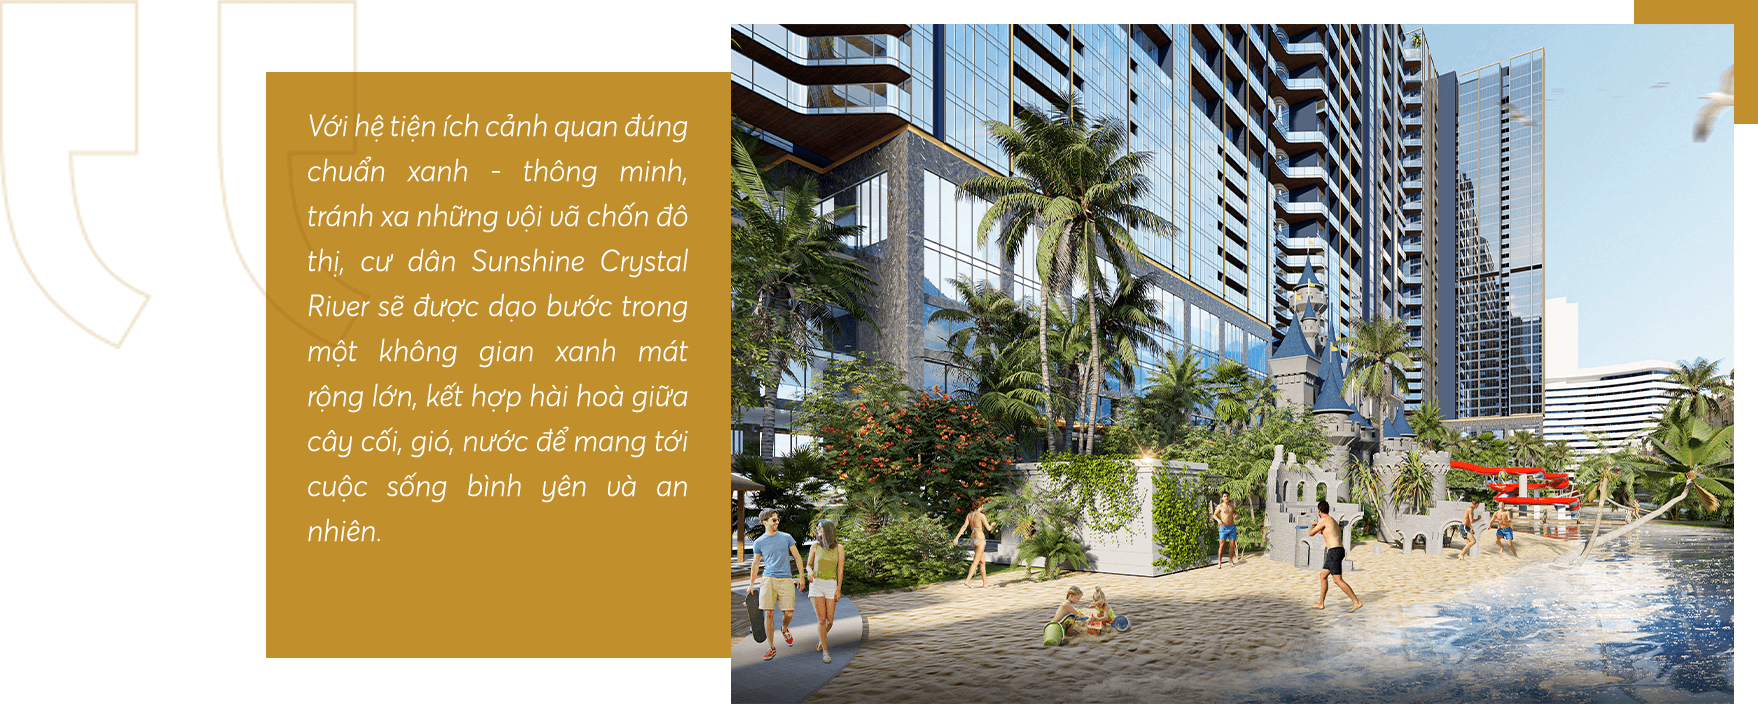 Với hệ tiện ích cảnh quan đúng
chuẩn xanh - thông minh,
tránh xa những vội vã chốn đô
thị, cư dân Sunshine Crystal
River sẽ được dạo bước trong
một không gian xanh mát
rộng lớn, kết hợp hài hoà giữa
cây cối, gió, nước để mang tới
cuộc sống bình yên và an
nhiên.